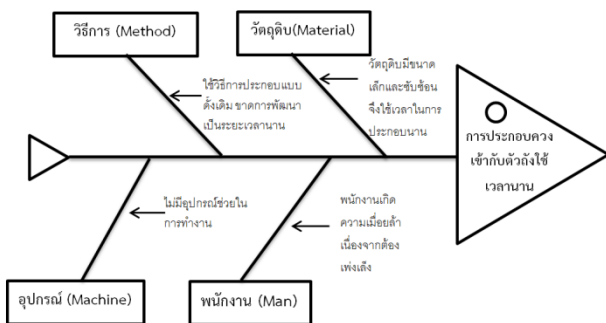 วิธีการ (Method)
วัตถุดิบ(Material)
ใช้วิธีการประกอบแบบ
ดั้งเดิม ขาดการพัฒนา
เป็นระยะเวลานาน
วัตถุดิบมีขนาด
เล็กและซับซ้อน
จึงใช้เวลาในการ
ประกอบนาน
การประกอบควง
เข้ากับตัวถังใช้
เวลานาน
ไม่มีอุปกรณ์ช่วยใน
การทำงาน
พนักงานเกิด
ความเมื่อยล้า
เนื่องจากต้อง
เพ่งเล็ง
อุปกรณ์ (Machine)
พนักงาน (Man)